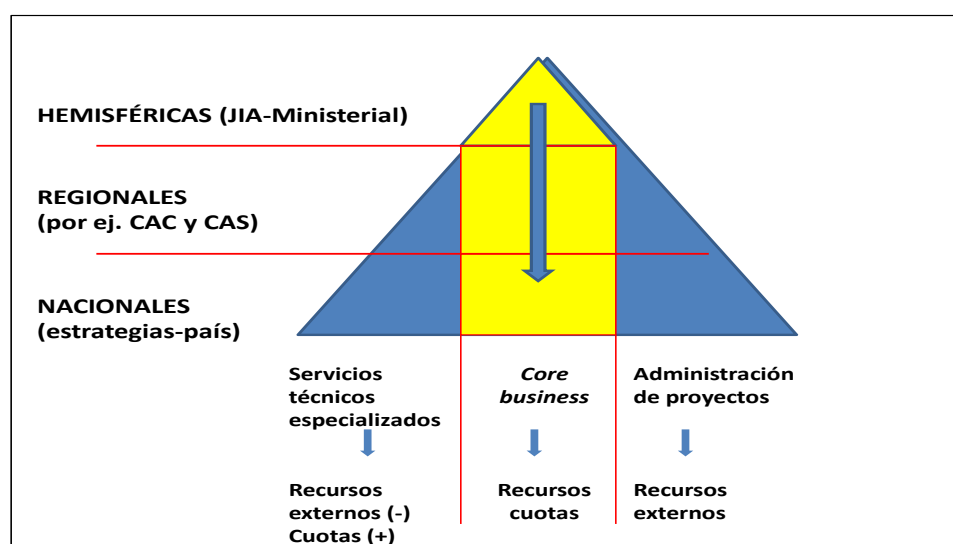 HEMISFÉRICAS (JIA-Ministerial)
REGIONALES
(por ej. CAC y CAS)
NACIONALES
(estrategias-país)
Servicios
técnicos
especializados
Core
business
Administración
de proyectos
Recursos
externos (-)
Cuotas (+)
Recursos
cuotas
Recursos
externos